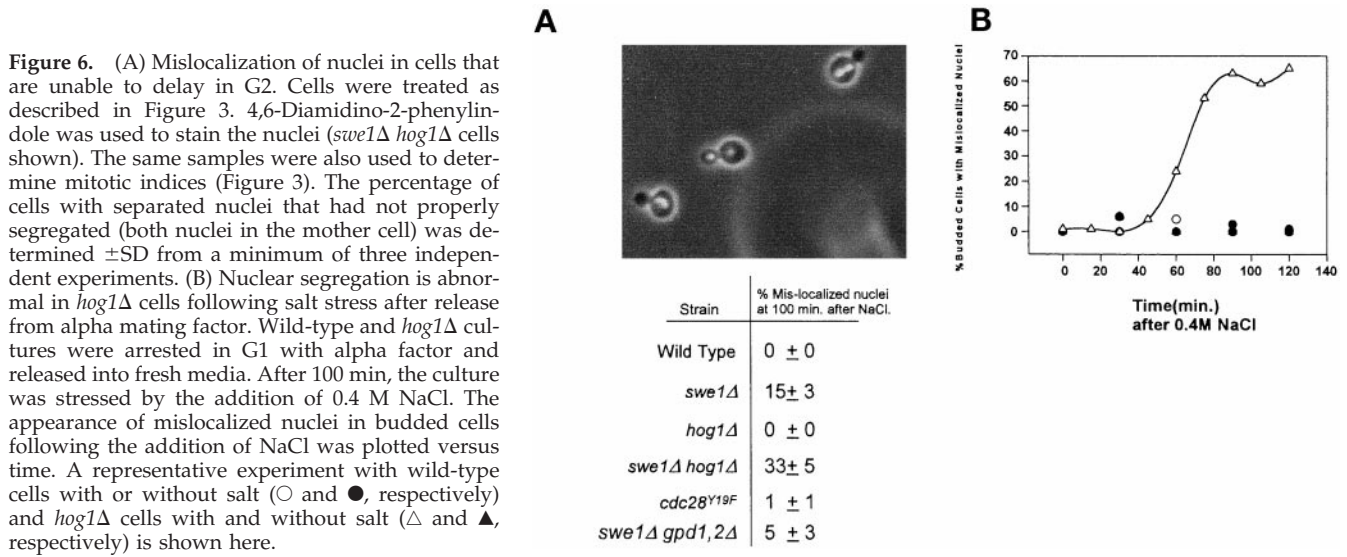 Figure 6. (A) Mislocalization of nuclei in cells that
are unable to delay in G2. Cells were treated as
described in Figure 3. 4,6-Diamidino-2-phenylin-
dole was used to stain the nuclei (swe1Δ hog1Δ cells
shown). The same samples were also used to deter-
mine mitotic indices (Figure 3). The percentage of
cells with separated nuclei that had not properly
segregated (both nuclei in the mother cell) was de-
termined ±SD from a minimum of three indepen-
dent experiments. (B) Nuclear segregation is abnor-
mal in hog1Δ cells following salt stress after release
from alpha mating factor. Wild-type and hog1Δ cul-
tures were arrested in G1 with alpha factor and
released into fresh media. After 100 min, the culture
was stressed by the addition of 0.4 M NaCl. The
appearance of mislocalized nuclei in budded cells
following the addition of NaCl was plotted versus
time. A representative experiment with wild-type
cells with or without salt (○ and ●, respectively)
and hog1Δ cells with and without salt (△ and ▲,
respectively) is shown here.
A
Strain
% Mis-localized nuclei
at 100 min. after NaCl.
Wild Type 0 ± 0
swe1Δ 15± 3
hog1Δ 0 ± 0
swe1Δ hog1Δ 33± 5
cdc28Y19F 1 ± 1
swe1Δ gpd1,2Δ 5 ± 3
B
%Budded Cells with Mislocalized Nuclei
70
60
50
40
30
20
10
0
0 20 40 60 80 100 120 140
Time(min.)
after 0.4M NaCl